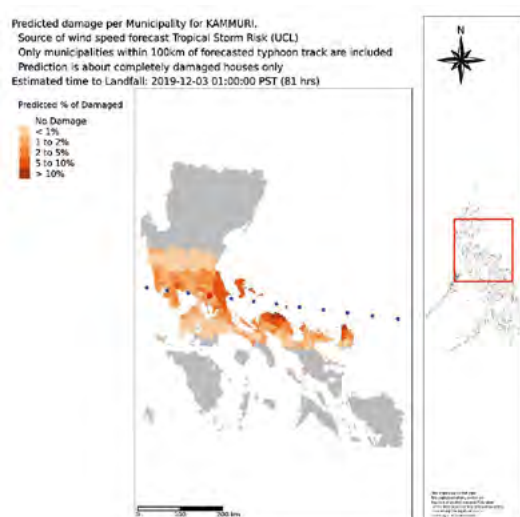 Predicted damage per Municipality for KAMMURI.
Source of wind speed forecast Tropical Storm Risk (UCL)
Only municipalities within 100km of forecasted typhoon track are included
Prediction is about completely damaged houses only
Estimated time to Landfall: 2019-12-03 01:00:00 PST (81 hrs)
Predicted % of Damaged
No Damage
< 1%
1 to 2%
2 to 5%
5 to 10%
> 10%
N
0 100 200 km